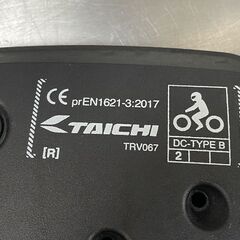 CE prEN1621-3:2017
TAICHI
[R]
TRV067
DC-TYPE B
2